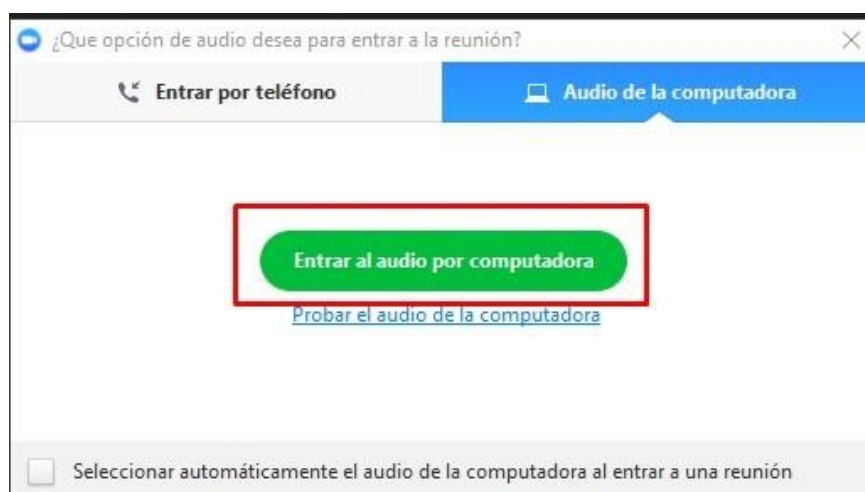 ¿Que opción de audio desea para entrar a la reunión?
Entrar por teléfono
Audio de la computadora
Entrar al audio por computadora
Probar el audio de la computadora
Seleccionar automáticamente el audio de la computadora al entrar a una reunión